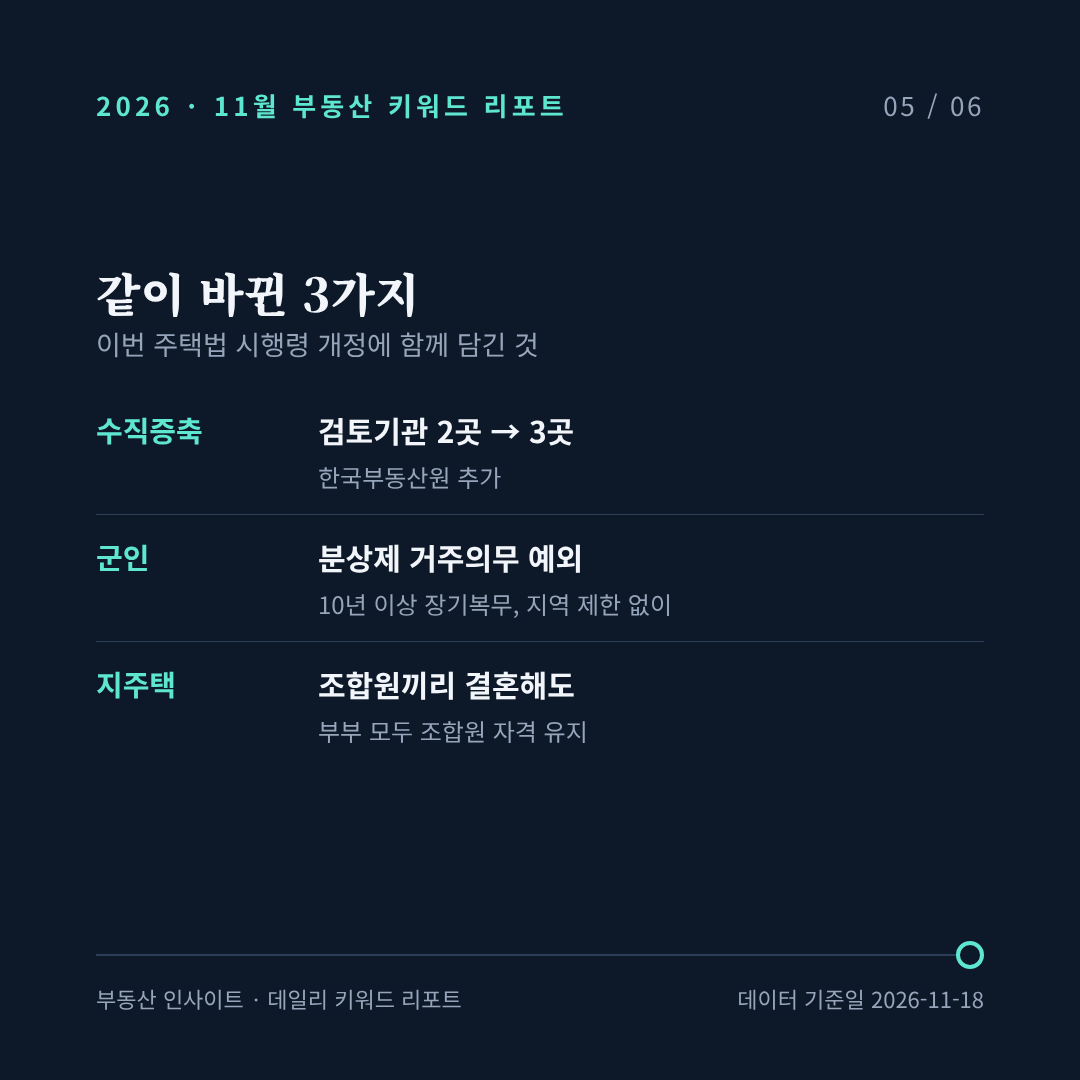 2026 · 11월 부동산 키워드 리포트
05 / 06
같이 바뀐 3가지
이번 주택법 시행령 개정에 함께 담긴 것
수직증축
검토기관 2곳 → 3곳
한국부동산원 추가
군인
분상제 거주의무 예외
10년 이상 장기복무, 지역 제한 없이
지주택
조합원끼리 결혼해도
부부 모두 조합원 자격 유지
부동산 인사이트 · 데일리 키워드 리포트
데이터 기준일 2026-11-18